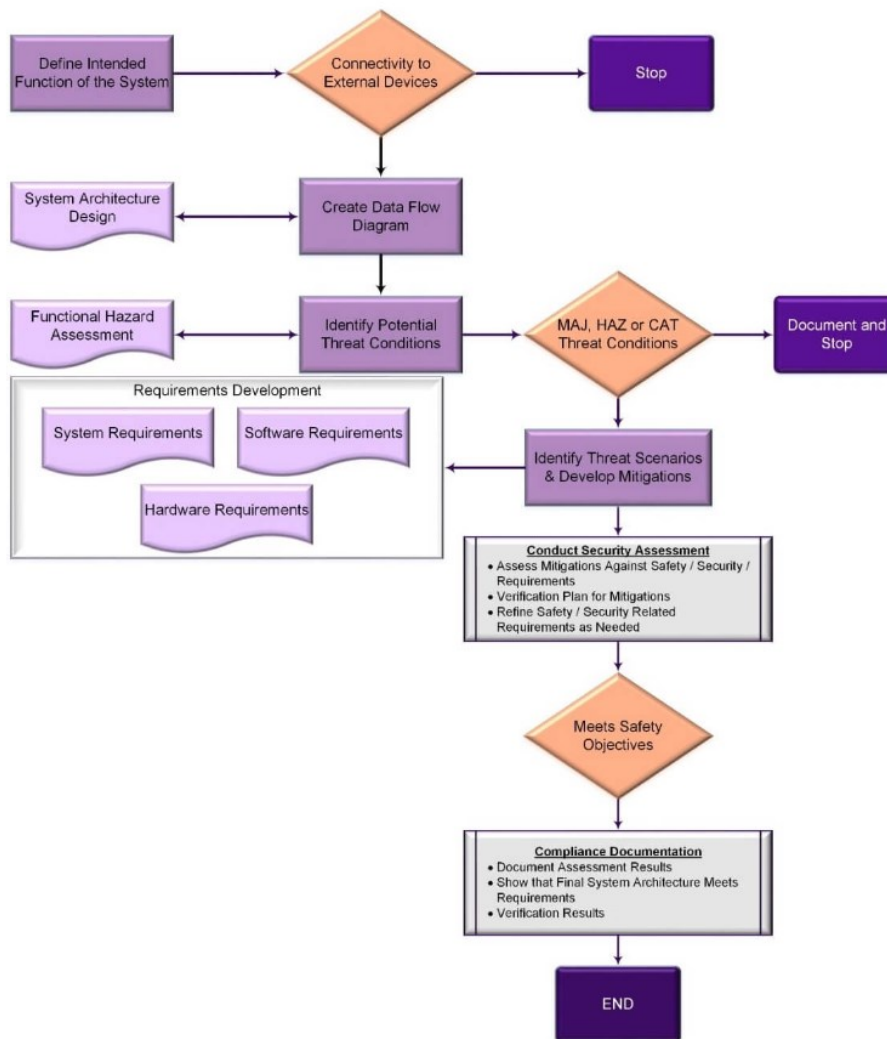 Define Intended
Function of the System
Connectivity to
External Devices
Stop
System Architecture
Design
Create Data Flow
Diagram
Functional Hazard
Assessment
Identify Potential
Threat Conditions
MAJ, HAZ or CAT
Threat Conditions
Document and
Stop
Requirements Development
System Requirements
Software Requirements
Hardware Requirements
Identify Threat Scenarios
& Develop Mitigations
Conduct Security Assessment
• Assess Mitigations Against Safety / Security /
Requirements
• Verification Plan for Mitigations
• Refine Safety / Security Related
Requirements as Needed
Meets Safety
Objectives
Compliance Documentation
• Document Assessment Results
• Show that Final System Architecture Meets
Requirements
• Verification Results
END